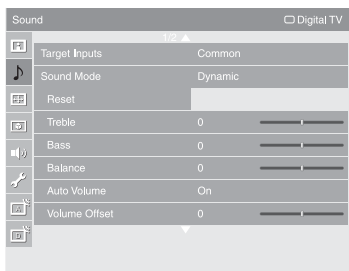 Sound Digital TV
1/2
Target Inputs Common
Sound Mode Dynamic
Reset
Treble 0
Bass 0
Balance 0
Auto Volume On
Volume Offset 0